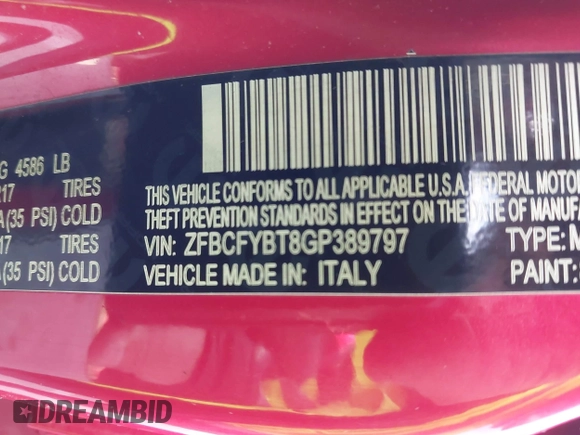 G 4586 LB
217 TIRES
A (35 PSI) COLD
17 TIRES
A (35 PSI) COLD
THIS VEHICLE CONFORMS TO ALL APPLICABLE U.S.A. FEDERAL MOTOR
THEFT PREVENTION STANDARDS IN EFFECT ON THE DATE OF MANUFA
VIN: ZFBCFYBT8GP389797 TYPE: M
VEHICLE MADE IN: ITALY PAINT:
DREAMBID